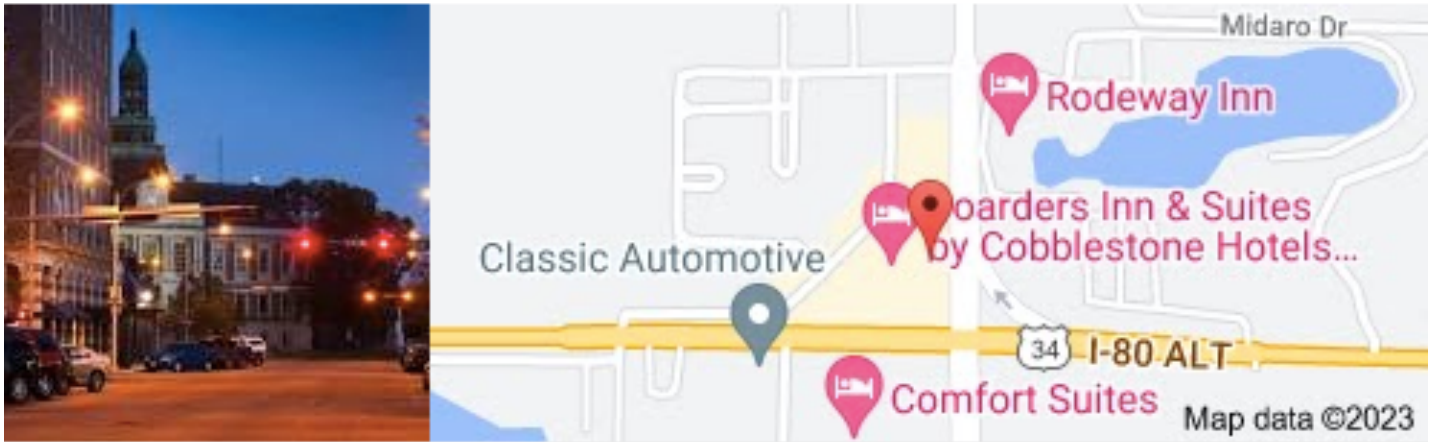 Midaro Dr
Rodeway Inn
oarders Inn & Suites
by Cobblestone Hotels...
Classic Automotive
34
I-80 ALT
Comfort Suites
Map data ©2023